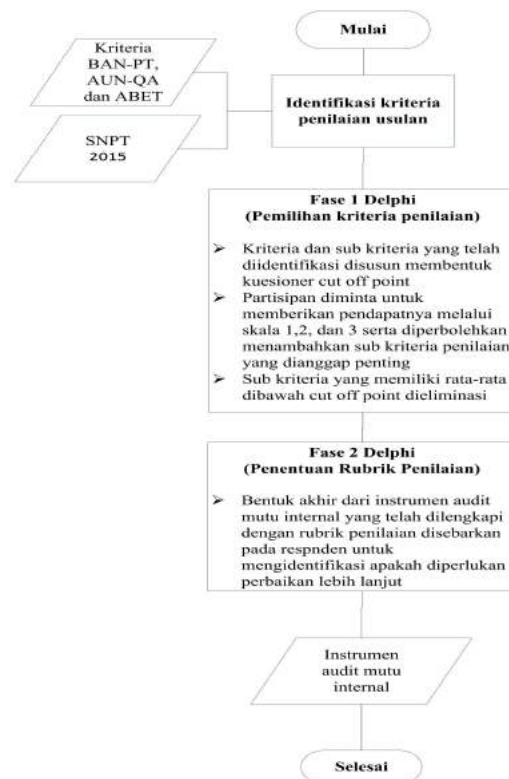 Mulai
Kriteria
BAN-PT,
AUN-QA
dan ABET
SNPT
2015
Identifikasi kriteria
penilaian usulan
Fase 1 Delphi
(Pemilihan kriteria penilaian)
➢ Kriteria dan sub kriteria yang telah
diidentifikasi disusun membentuk
kuesioner cut off point
➢ Partisipan diminta untuk
memberikan pendapatnya melalui
skala 1,2, dan 3 serta diperbolehkan
menambahkan sub kriteria penilaian
yang dianggap penting
➢ Sub kriteria yang memiliki rata-rata
dibawah cut off point dieliminasi
Fase 2 Delphi
(Penentuan Rubrik Penilaian)
➢ Bentuk akhir dari instrumen audit
mutu internal yang telah dilengkapi
dengan rubrik penilaian disebarkan
pada respnden untuk
mengidentifikasi apakah diperlukan
perbaikan lebih lanjut
Instrumen
audit mutu
internal
Selesai